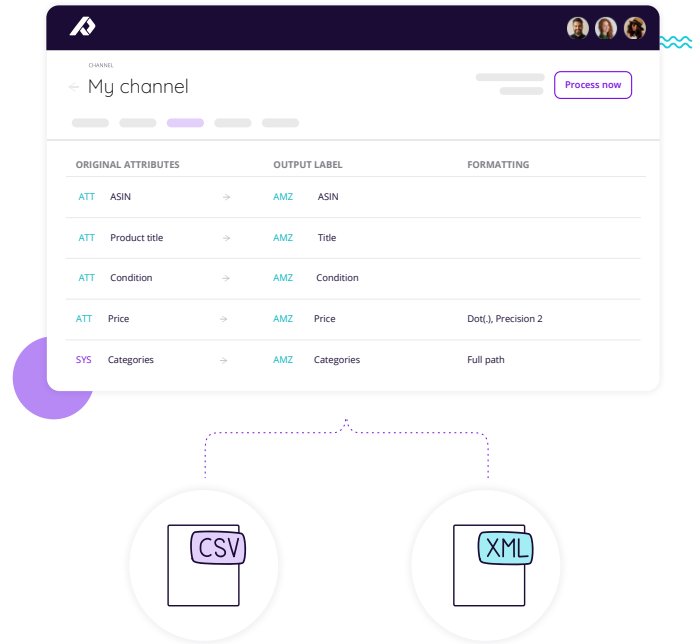 CHANNEL
← My channel
Process now
ORIGINAL ATTRIBUTES OUTPUT LABEL FORMATTING
ATT ASIN → AMZ ASIN
ATT Product title → AMZ Title
ATT Condition → AMZ Condition
ATT Price → AMZ Price Dot(.), Precision 2
SYS Categories → AMZ Categories Full path
CSV XML